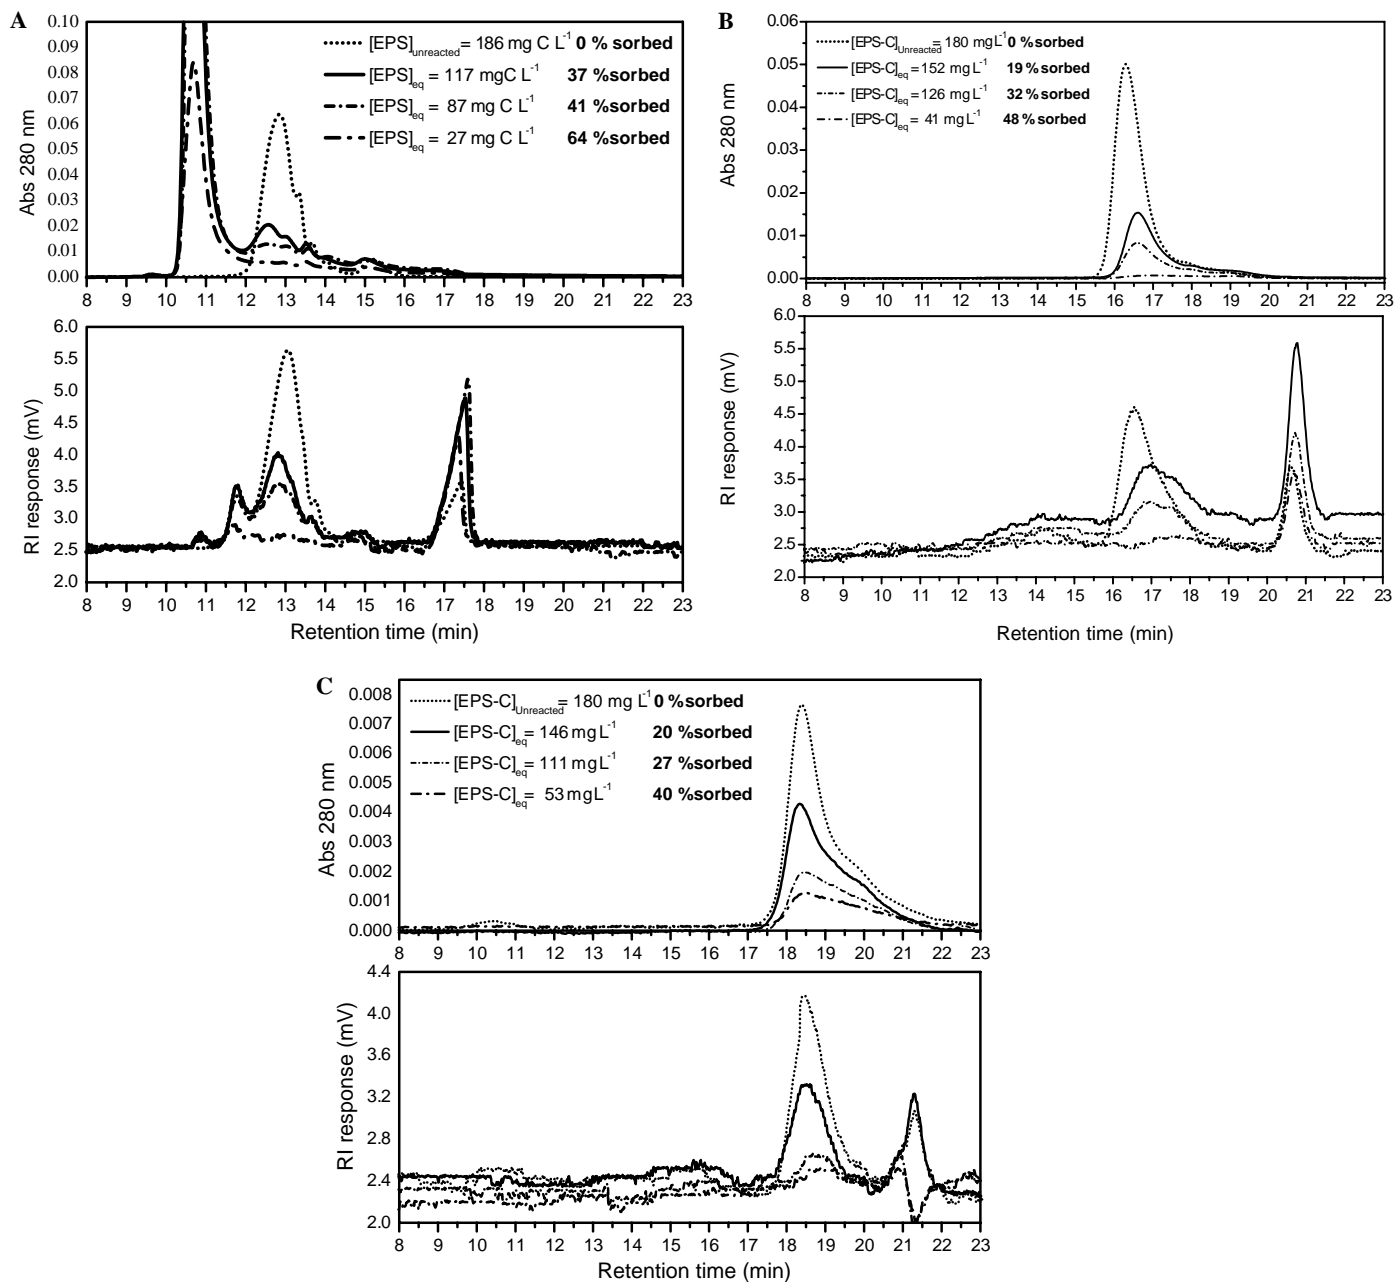 A
Abs 280 nm
0.10
0.09
0.08
0.07
0.06
0.05
0.04
0.03
0.02
0.01
0.00
[EPS]unreacted = 186 mg C L-1 0 % sorbed
[EPS]eq = 117 mgC L-1 37 %sorbed
[EPS]eq = 87 mg C L-1 41 %sorbed
[EPS]eq = 27 mg C L-1 64 %sorbed
8 9 10 11 12 13 14 15 16 17 18 19 20 21 22 23
RI response (mV)
6.0
5.5
5.0
4.5
4.0
3.5
3.0
2.5
2.0
8 9 10 11 12 13 14 15 16 17 18 19 20 21 22 23
Retention time (min)
B
Abs 280 nm
0.06
0.05
0.04
0.03
0.02
0.01
0.00
[EPS-C]Unreacted = 180 mgL-1 0 %sorbed
[EPS-C]eq = 152 mgL-1 19 %sorbed
[EPS-C]eq = 126 mgL-1 32 %sorbed
[EPS-C]eq = 41 mgL-1 48 %sorbed
8 9 10 11 12 13 14 15 16 17 18 19 20 21 22 23
RI response (mV)
6.0
5.5
5.0
4.5
4.0
3.5
3.0
2.5
2.0
8 9 10 11 12 13 14 15 16 17 18 19 20 21 22 23
Retention time (min)
C
Abs 280 nm
0.008
0.007
0.006
0.005
0.004
0.003
0.002
0.001
0.000
[EPS-C]Unreacted = 180 mg L-1 0 %sorbed
[EPS-C]eq = 146 mgL-1 20 %sorbed
[EPS-C]eq = 111 mgL-1 27 %sorbed
[EPS-C]eq = 53 mgL-1 40 %sorbed
8 9 10 11 12 13 14 15 16 17 18 19 20 21 22 23
RI response (mV)
4.4
4.0
3.6
3.2
2.8
2.4
2.0
8 9 10 11 12 13 14 15 16 17 18 19 20 21 22 23
Retention time (min)